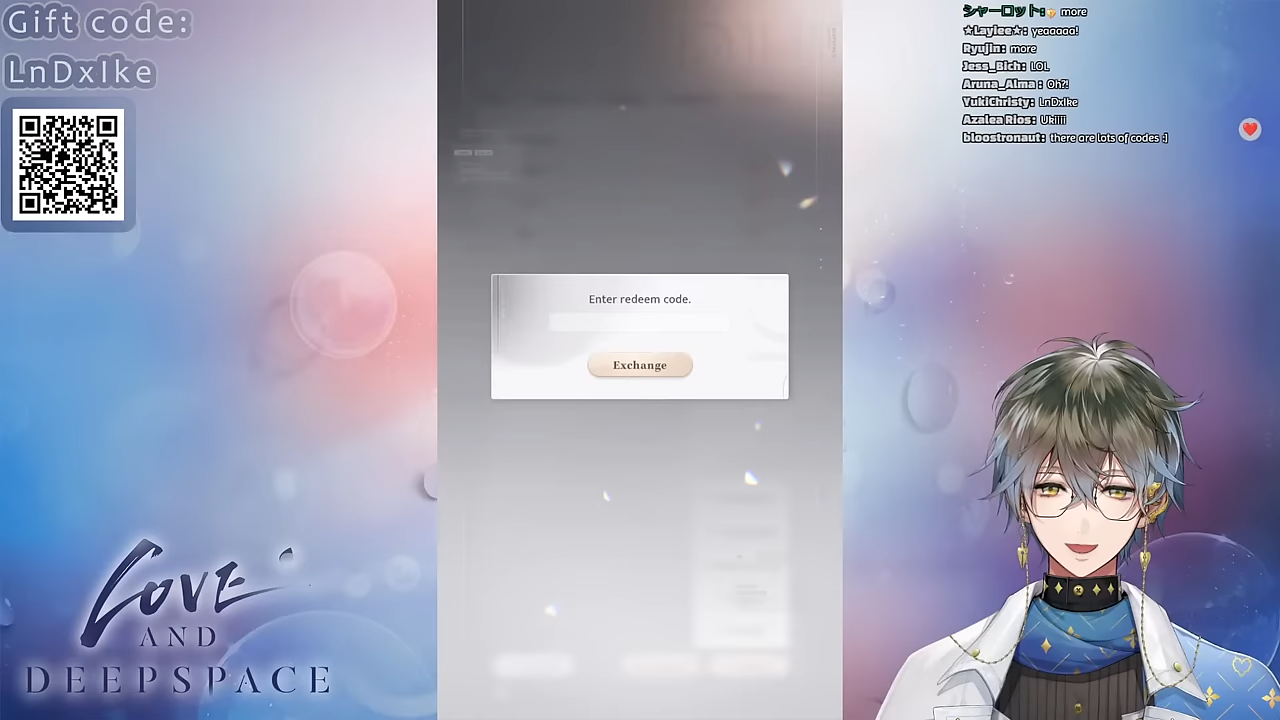 Gift code:
LnDxIke
LOVE
AND
DEEPSPACE
Enter redeem code.
Exchange
シャーロット: more
★Laylee★: yeaaaaa!
Ryujin: more
Jess_Bich: LOL
Aruna_Alma : Oh?!
YukiChristy: LnDxIke
Azalea Rios: Ukiiii
bloostronaut: there are lots of codes :]